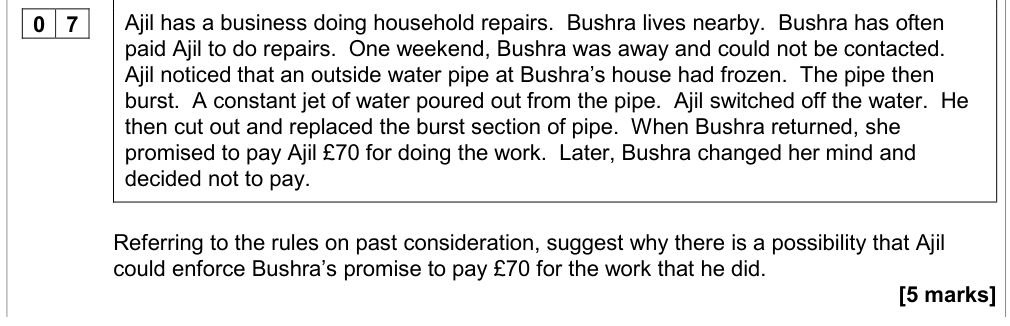 0 7
Ajil has a business doing household repairs. Bushra lives nearby. Bushra has often
paid Ajil to do repairs. One weekend, Bushra was away and could not be contacted.
Ajil noticed that an outside water pipe at Bushra's house had frozen. The pipe then
burst. A constant jet of water poured out from the pipe. Ajil switched off the water. He
then cut out and replaced the burst section of pipe. When Bushra returned, she
promised to pay Ajil £70 for doing the work. Later, Bushra changed her mind and
decided not to pay.
Referring to the rules on past consideration, suggest why there is a possibility that Ajil
could enforce Bushra's promise to pay £70 for the work that he did.
[5 marks]